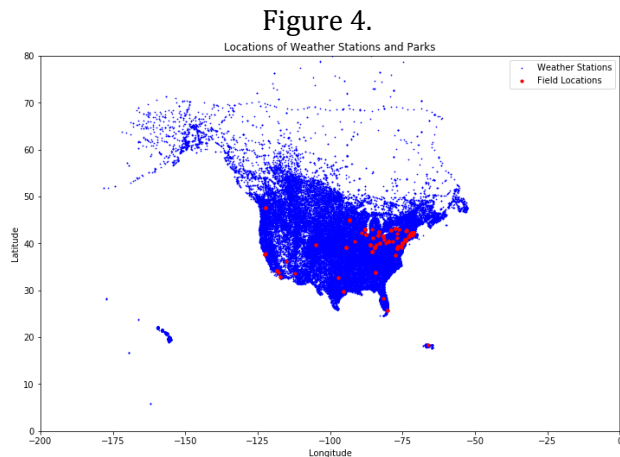 Figure 4.
Locations of Weather Stations and Parks
Weather Stations
Field Locations
80
70
60
50
40
30
20
10
0
Latitude
−200 −175 −150 −125 −100 −75 −50 −25 0
Longitude